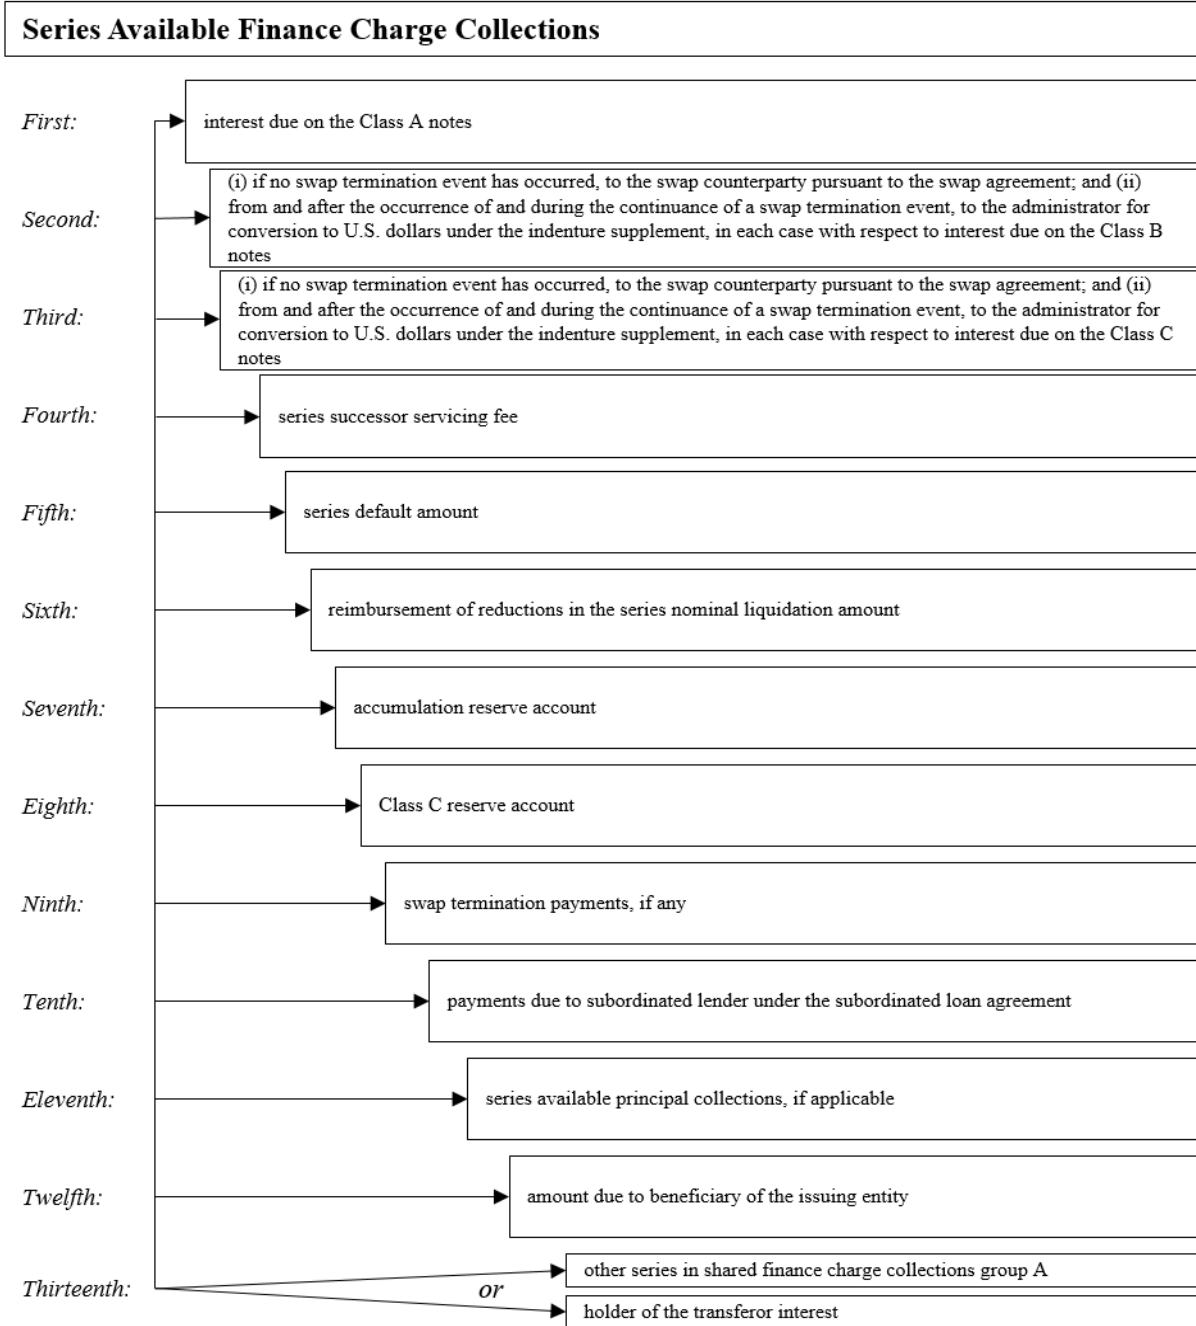 Series Available Finance Charge Collections
First:
interest due on the Class A notes
Second:
(i) if no swap termination event has occurred, to the swap counterparty pursuant to the swap agreement; and (ii)
from and after the occurrence of and during the continuance of a swap termination event, to the administrator for
conversion to U.S. dollars under the indenture supplement, in each case with respect to interest due on the Class B
notes
Third:
(i) if no swap termination event has occurred, to the swap counterparty pursuant to the swap agreement; and (ii)
from and after the occurrence of and during the continuance of a swap termination event, to the administrator for
conversion to U.S. dollars under the indenture supplement, in each case with respect to interest due on the Class C
notes
Fourth:
series successor servicing fee
Fifth:
series default amount
Sixth:
reimbursement of reductions in the series nominal liquidation amount
Seventh:
accumulation reserve account
Eighth:
Class C reserve account
Ninth:
swap termination payments, if any
Tenth:
payments due to subordinated lender under the subordinated loan agreement
Eleventh:
series available principal collections, if applicable
Twelfth:
amount due to beneficiary of the issuing entity
Thirteenth:
other series in shared finance charge collections group A
or
holder of the transferor interest